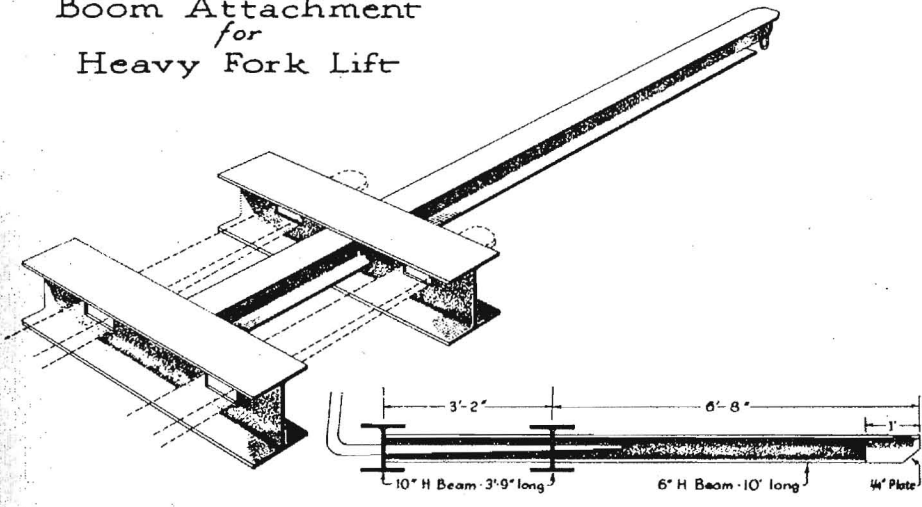 Boom Attachment
for
Heavy Fork Lift
3'-2"
6'-8"
1'
10" H Beam - 3'-9" long
6" H Beam - 10' long
1/4" Plate